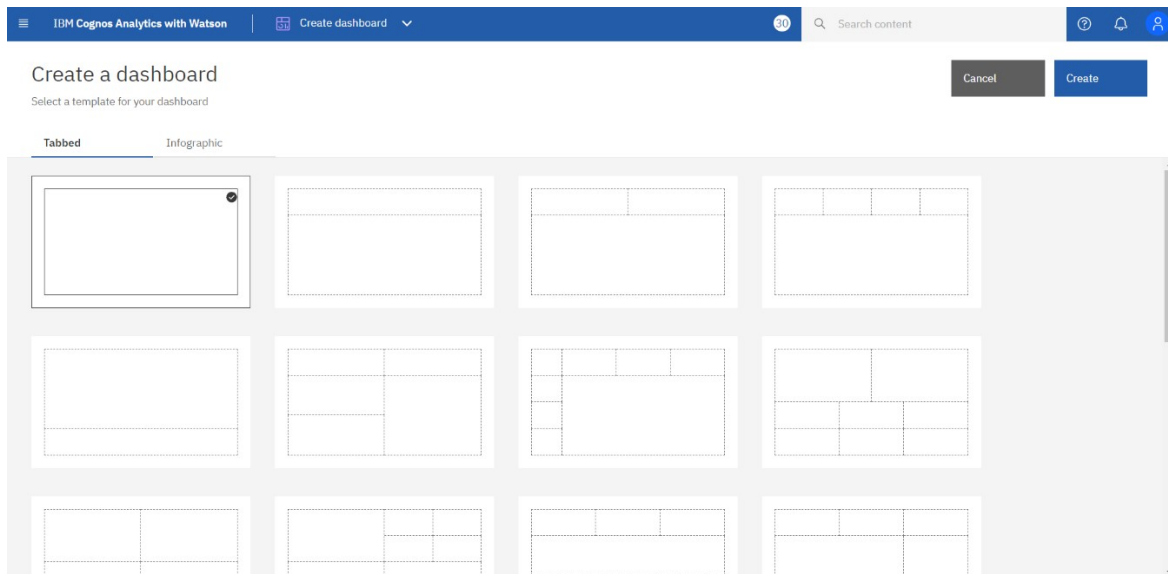 IBM Cognos Analytics with Watson
Create dashboard
30
Search content
Create a dashboard
Select a template for your dashboard
Cancel
Create
Tabbed
Infographic